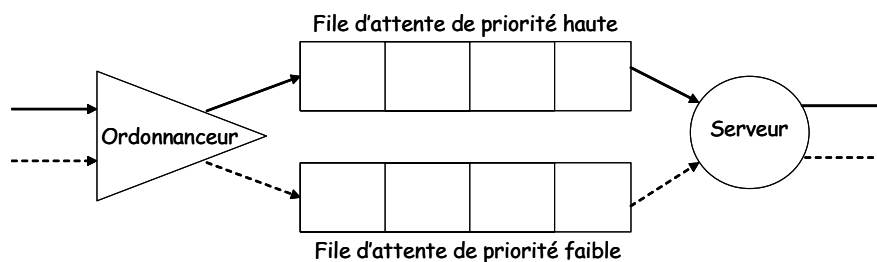 File d'attente de priorité haute
Ordonnanceur
Serveur
File d'attente de priorité faible